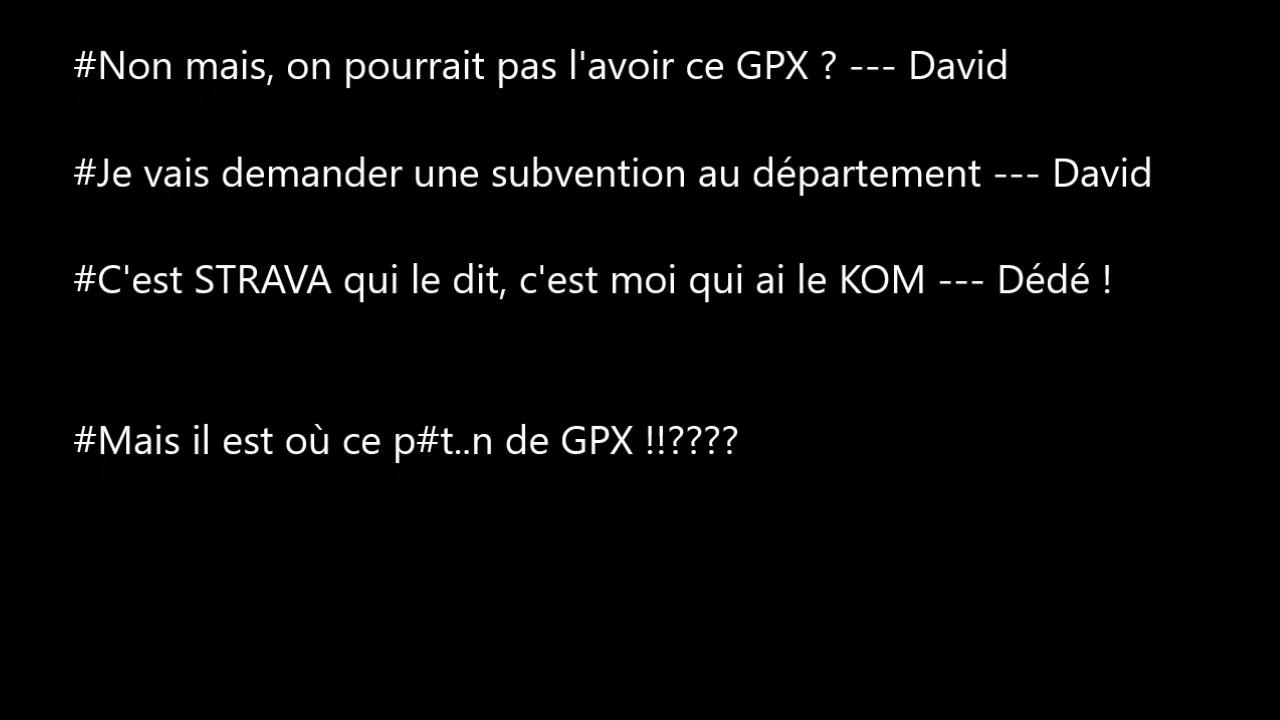 #Non mais, on pourrait pas l'avoir ce GPX ? --- David
#Je vais demander une subvention au département --- David
#C'est STRAVA qui le dit, c'est moi qui ai le KOM --- Dédé !
#Mais il est où ce p#t..n de GPX !!????